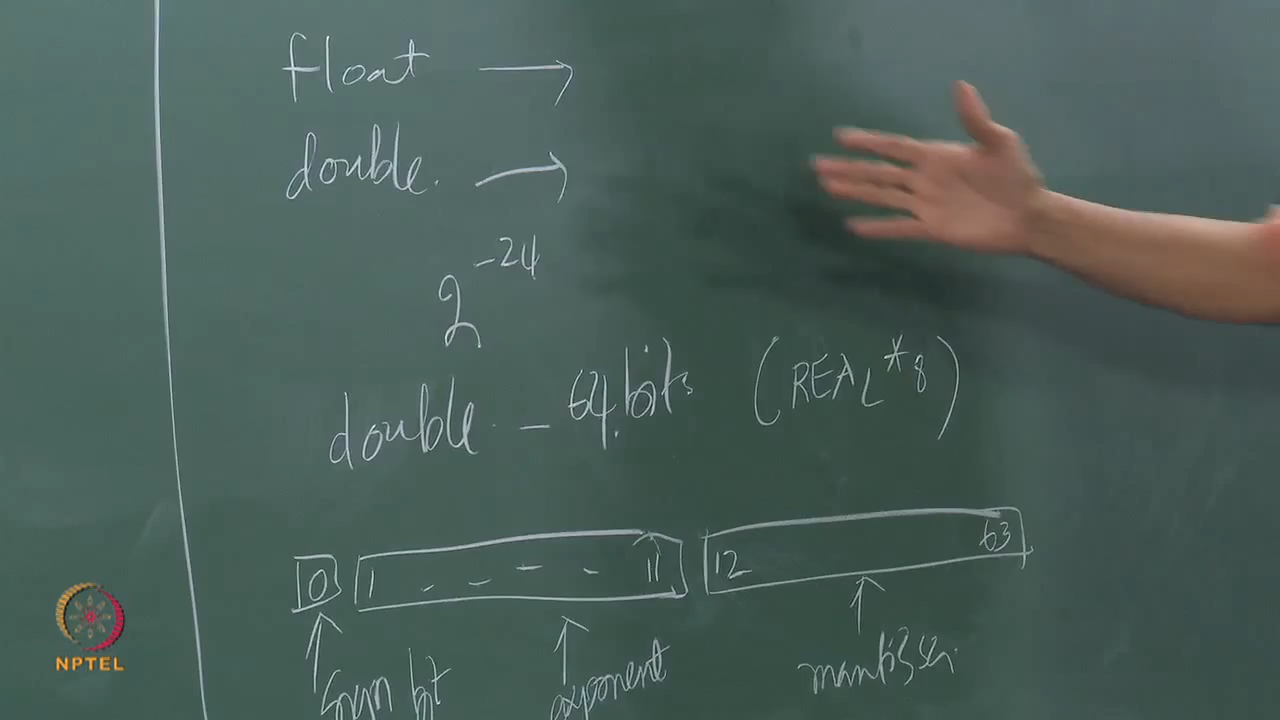 float →
double. →
2⁻²⁴
double - 64 bits (REAL*8)
0 1 - - - - 11 12 63
sign bit exponent mantissa.
NPTEL